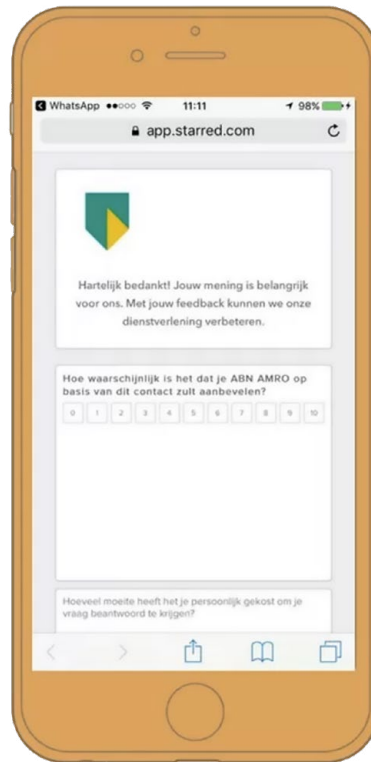 WhatsApp 11:11 98%
app.starred.com
Hartelijk bedankt! Jouw mening is belangrijk
voor ons. Met jouw feedback kunnen we onze
dienstverlening verbeteren.
Hoe waarschijnlijk is het dat je ABN AMRO op
basis van dit contact zult aanbevelen?
0 1 2 3 4 5 6 7 8 9 10
Hoeveel moeite heeft het je persoonlijk gekost om je
vraag beantwoord te krijgen?